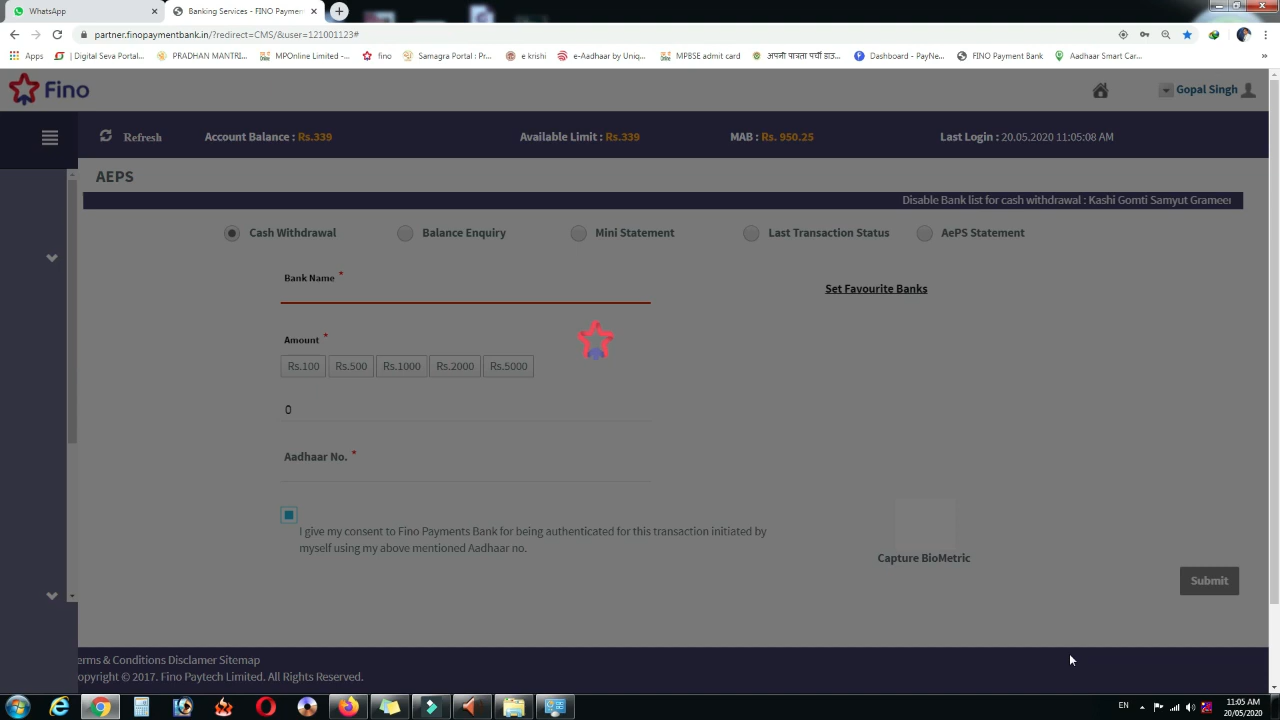 WhatsApp
Banking Services - FINO Paymen
partner.finopaymentbank.in/?redirect=CMS/&user=121001123#
Apps
| Digital Seva Portal...
PRADHAN MANTRI...
MPOnline Limited -...
fino
Samagra Portal : Pr...
e krishi
e-Aadhaar by Uniq...
MPBSE admit card
अपनी पात्रता पर्ची डाउ...
Dashboard - PayNe...
FINO Payment Bank
Aadhaar Smart Car...
Fino
Gopal Singh
Refresh
Account Balance : Rs.339
Available Limit : Rs.339
MAB : Rs. 950.25
Last Login : 20.05.2020 11:05:08 AM
AEPS
Disable Bank list for cash withdrawal : Kashi Gomti Samyut Grameen
Cash Withdrawal
Balance Enquiry
Mini Statement
Last Transaction Status
AePS Statement
Bank Name *
Set Favourite Banks
Amount *
Rs.100
Rs.500
Rs.1000
Rs.2000
Rs.5000
0
Aadhaar No. *
I give my consent to Fino Payments Bank for being authenticated for this transaction initiated by
myself using my above mentioned Aadhaar no.
Capture BioMetric
Submit
erms & Conditions Disclamer Sitemap
opyright © 2017. Fino Paytech Limited. All Rights Reserved.
EN
11:05 AM
20/05/2020